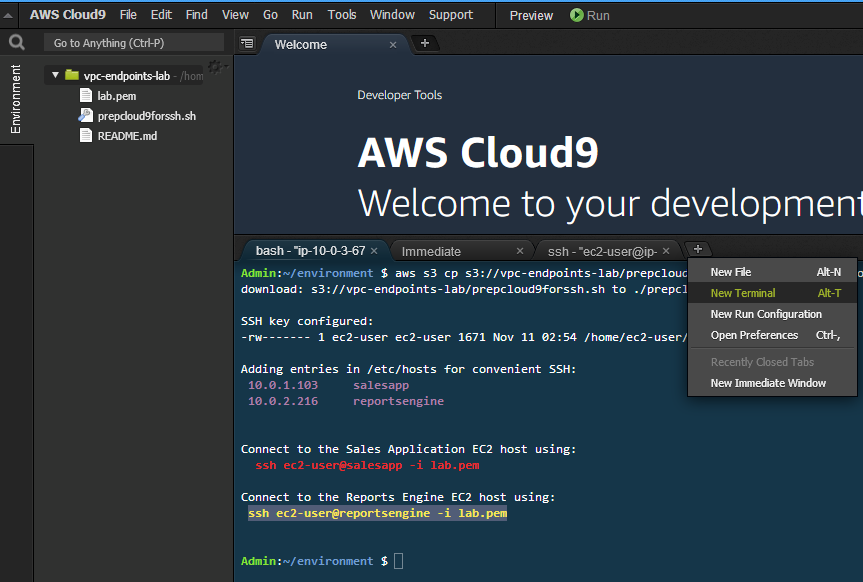 AWS Cloud9 File Edit Find View Go Run Tools Window Support Preview Run
Go to Anything (Ctrl-P)
Environment
vpc-endpoints-lab - /hom
lab.pem
prepcloud9forssh.sh
README.md
Welcome
Developer Tools
AWS Cloud9
Welcome to your development
bash - "ip-10-0-3-67
Immediate
ssh - "ec2-user@ip-
New File Alt-N
New Terminal Alt-T
New Run Configuration
Open Preferences Ctrl-,
Recently Closed Tabs
New Immediate Window
Admin:~/environment $ aws s3 cp s3://vpc-endpoints-lab/prepcloud
download: s3://vpc-endpoints-lab/prepcloud9forssh.sh to ./prepcl
SSH key configured:
-rw------- 1 ec2-user ec2-user 1671 Nov 11 02:54 /home/ec2-user/
Adding entries in /etc/hosts for convenient SSH:
10.0.1.103 salesapp
10.0.2.216 reportsengine
Connect to the Sales Application EC2 host using:
ssh ec2-user@salesapp -i lab.pem
Connect to the Reports Engine EC2 host using:
ssh ec2-user@reportsengine -i lab.pem
Admin:~/environment $